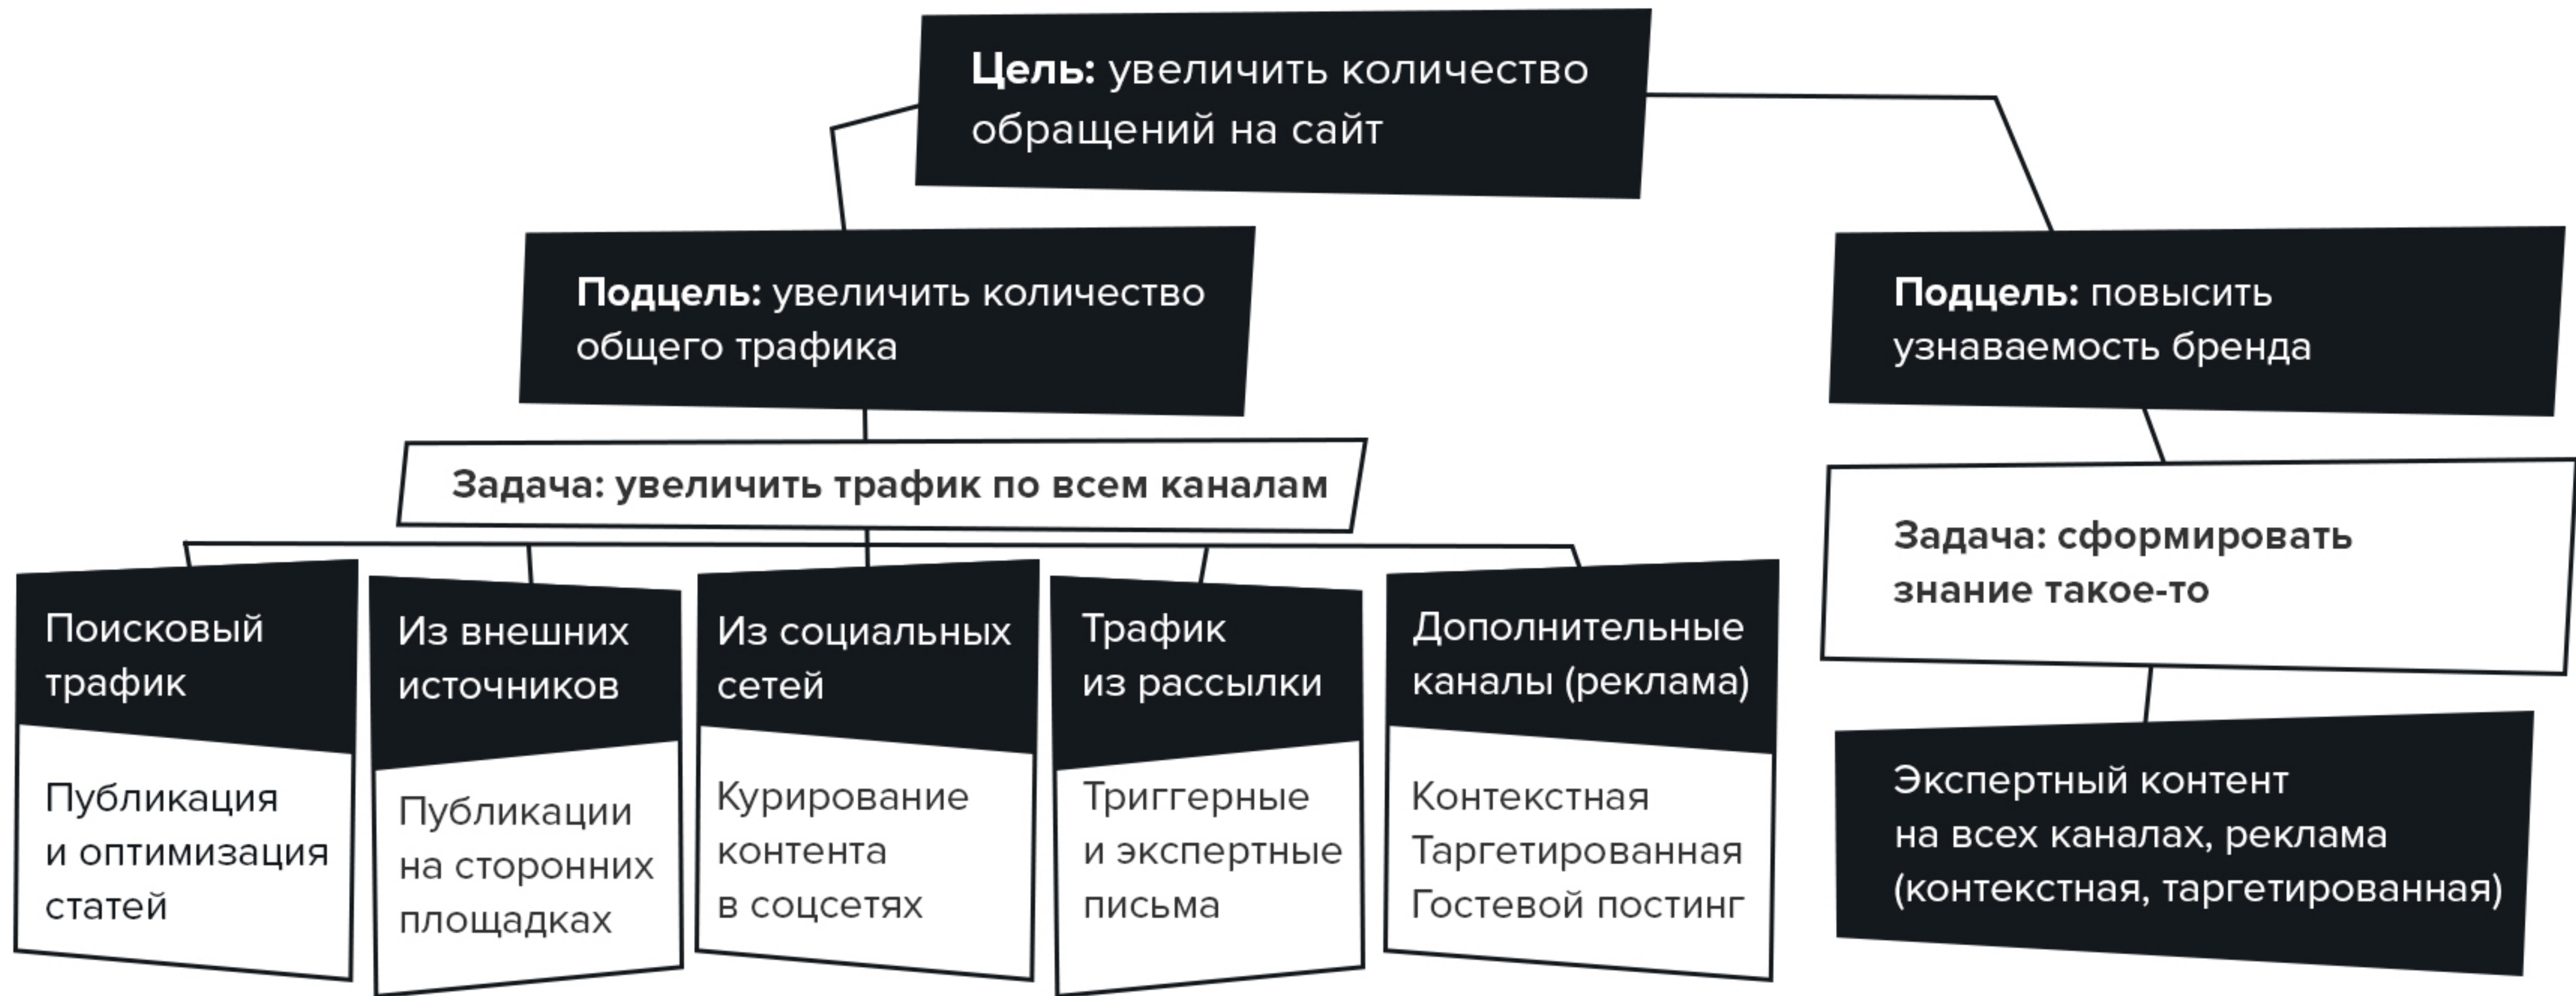 Цель: увеличить количество
обращений на сайт
Подцель: увеличить количество
общего трафика
Подцель: повысить
узнаваемость бренда
Задача: увеличить трафик по всем каналам
Задача: сформировать
знание такое-то
Поисковый
трафик
Публикация
и оптимизация
статей
Из внешних
источников
Публикации
на сторонних
площадках
Из социальных
сетей
Курирование
контента
в соцсетях
Трафик
из рассылки
Триггерные
и экспертные
письма
Дополнительные
каналы (реклама)
Контекстная
Таргетированная
Гостевой постинг
Экспертный контент
на всех каналах, реклама
(контекстная, таргетированная)